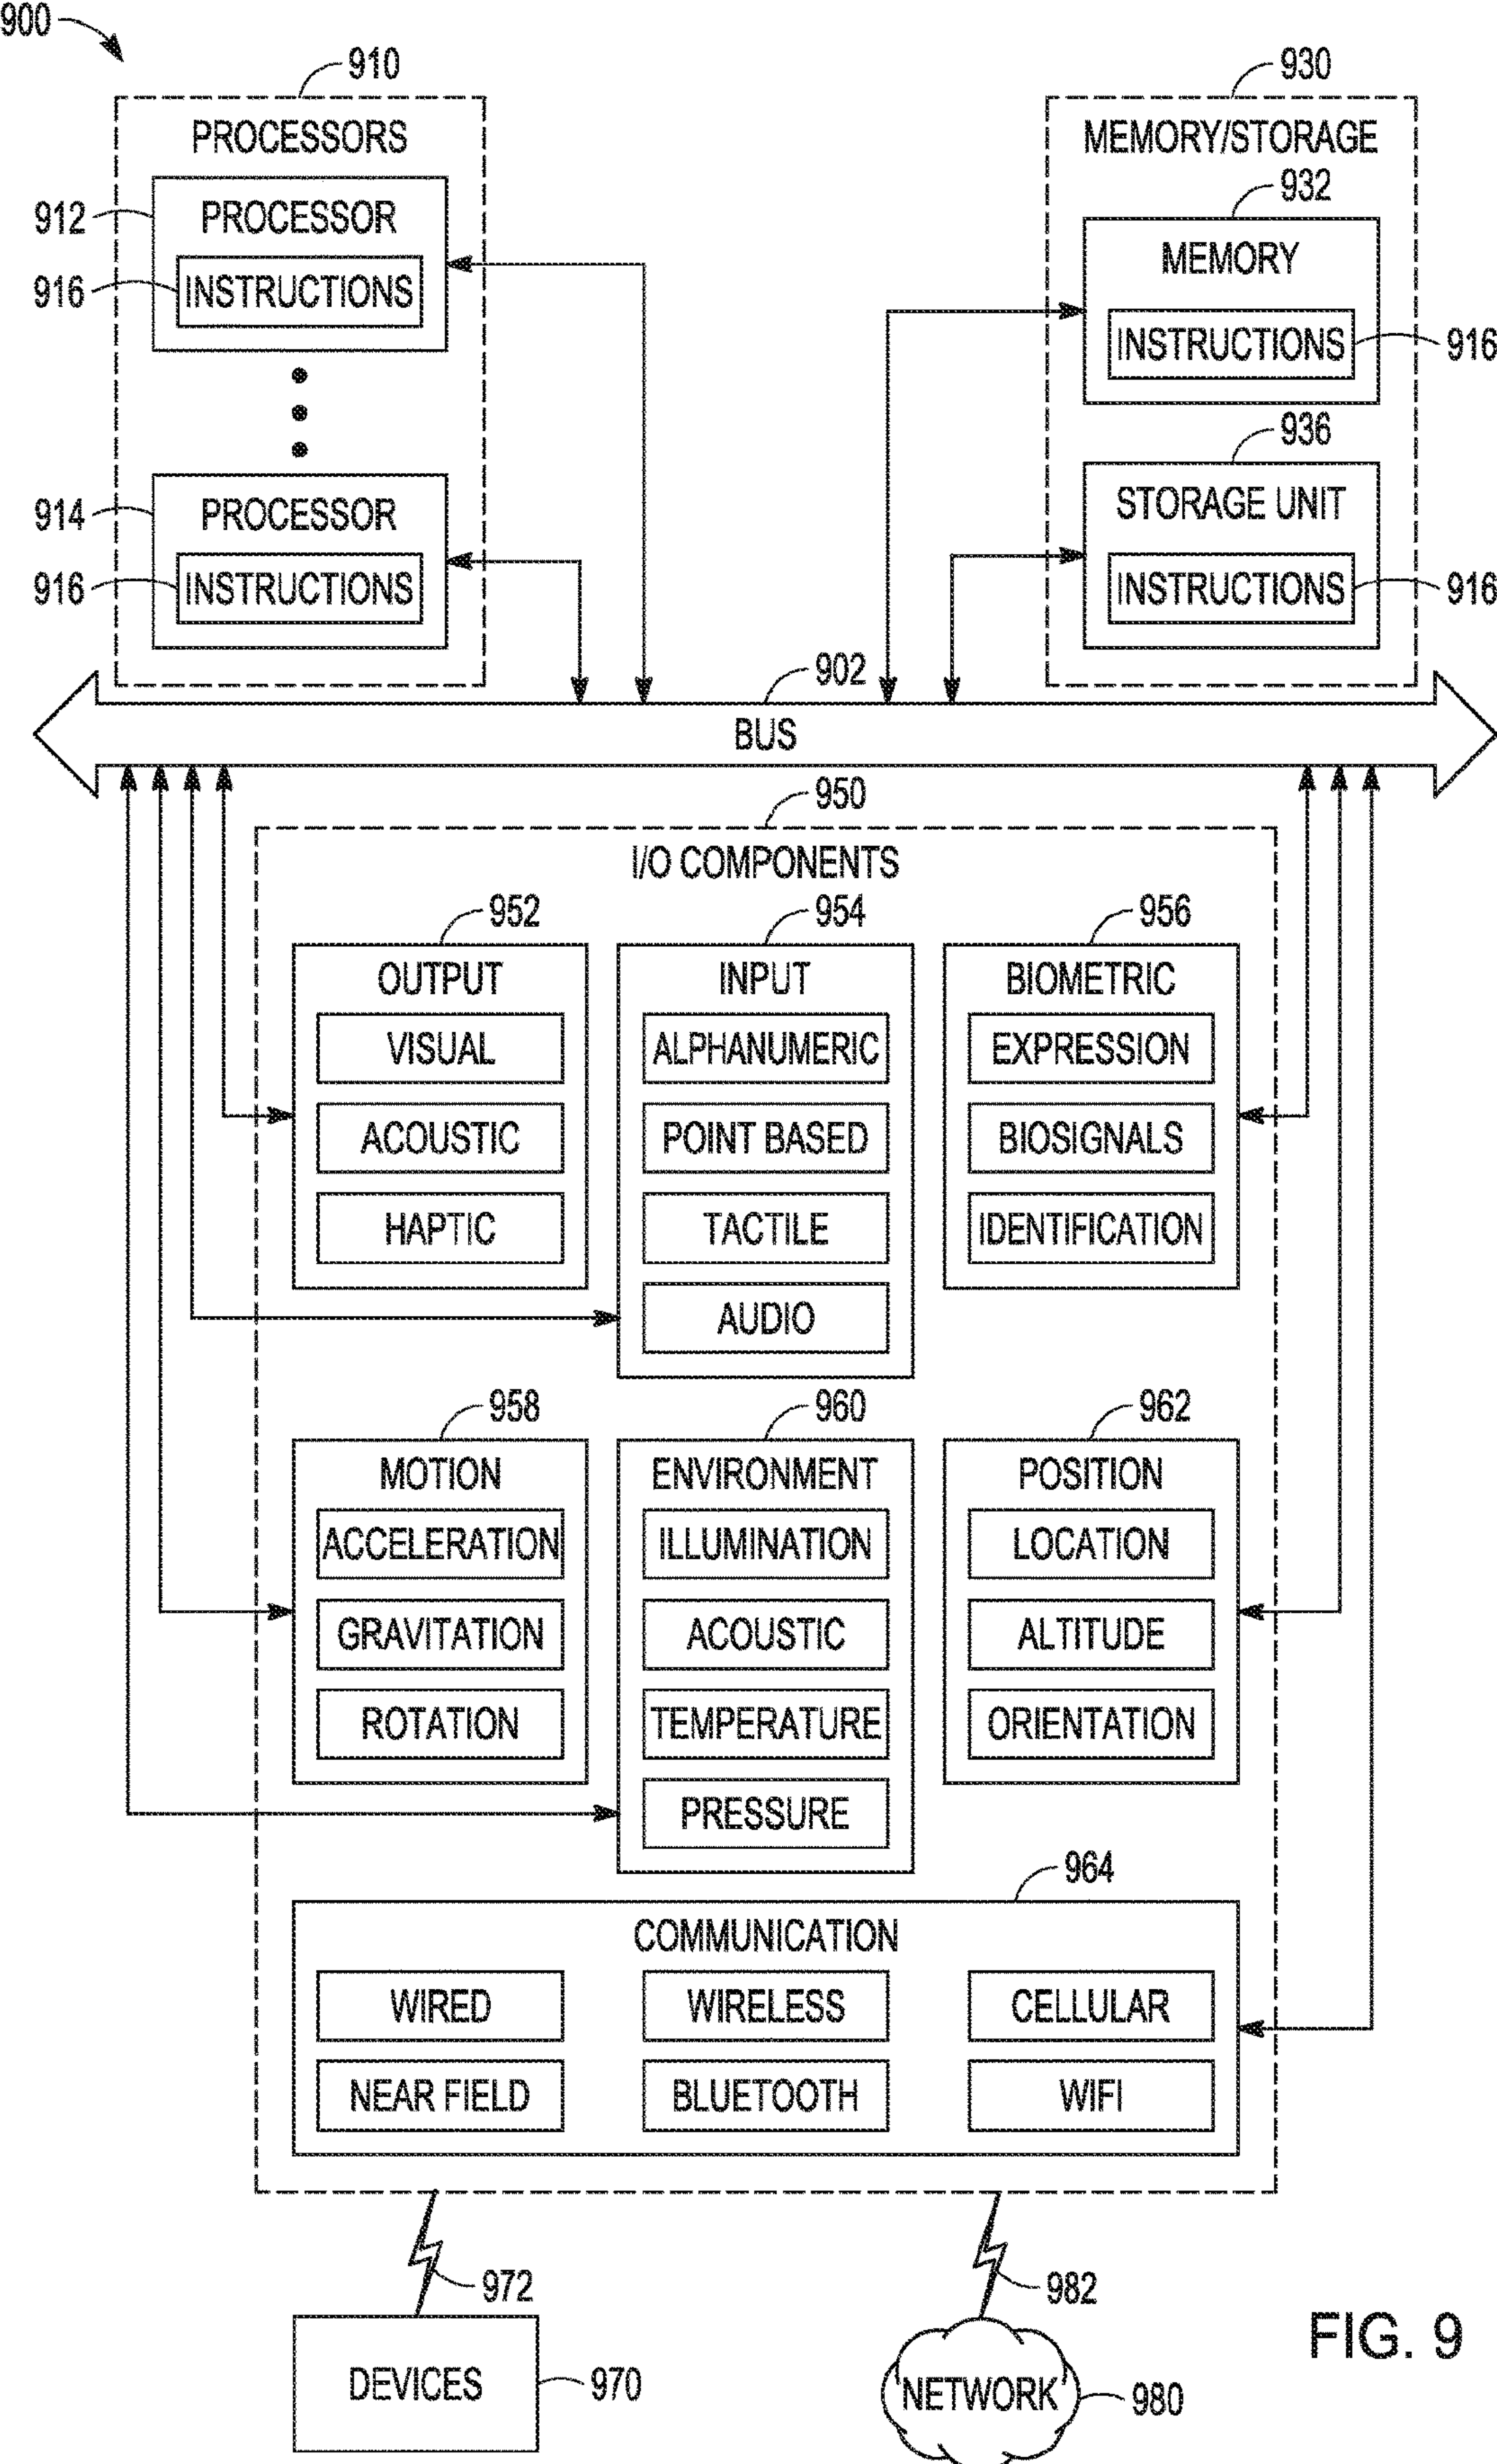 900
910
930
PROCESSORS
MEMORY/STORAGE
912
PROCESSOR
932
MEMORY
916
INSTRUCTIONS
INSTRUCTIONS
916
936
914
PROCESSOR
STORAGE UNIT
916
INSTRUCTIONS
INSTRUCTIONS
916
902
BUS
950
I/O COMPONENTS
952
954
956
OUTPUT
INPUT
BIOMETRIC
VISUAL
ALPHANUMERIC
EXPRESSION
ACOUSTIC
POINT BASED
BIOSIGNALS
HAPTIC
TACTILE
IDENTIFICATION
AUDIO
958
960
962
MOTION
ENVIRONMENT
POSITION
ACCELERATION
ILLUMINATION
LOCATION
GRAVITATION
ACOUSTIC
ALTITUDE
ROTATION
TEMPERATURE
ORIENTATION
PRESSURE
964
COMMUNICATION
WIRED
WIRELESS
CELLULAR
NEAR FIELD
BLUETOOTH
WIFI
972
982
DEVICES
970
NETWORK
980
FIG. 9